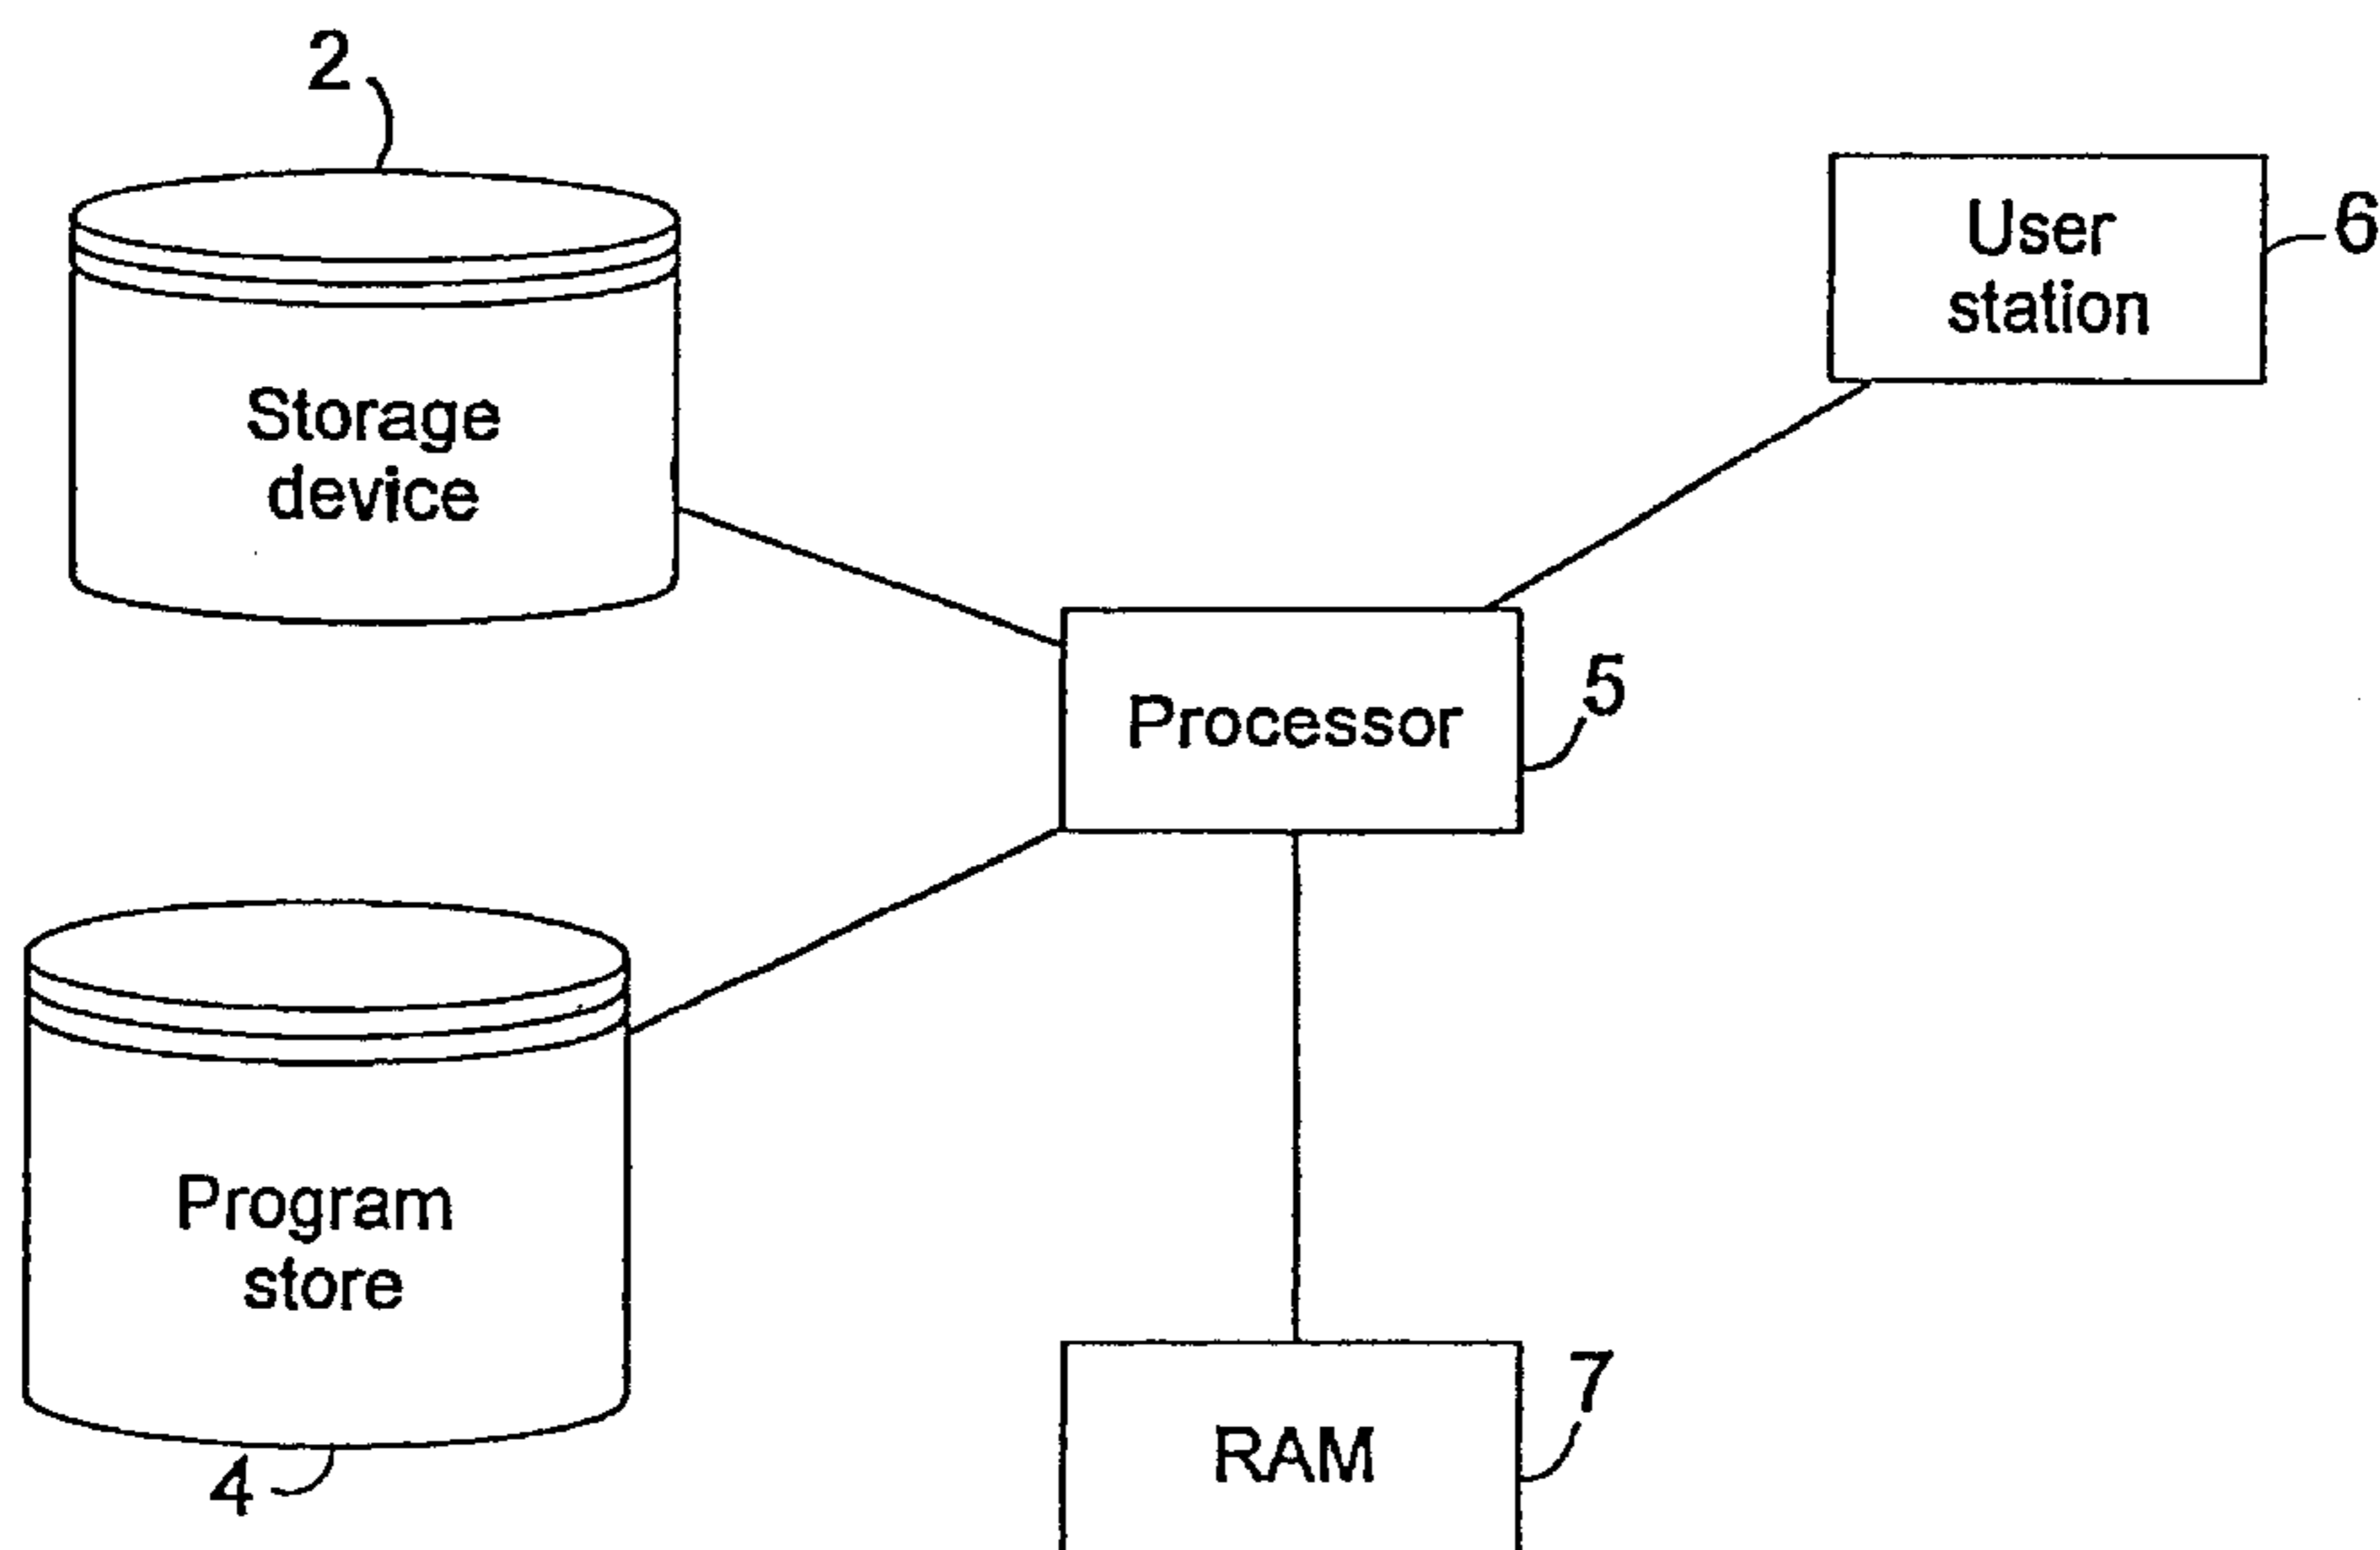 2
Storage
device
User
station
6
Processor
5
Program
store
4
RAM
7